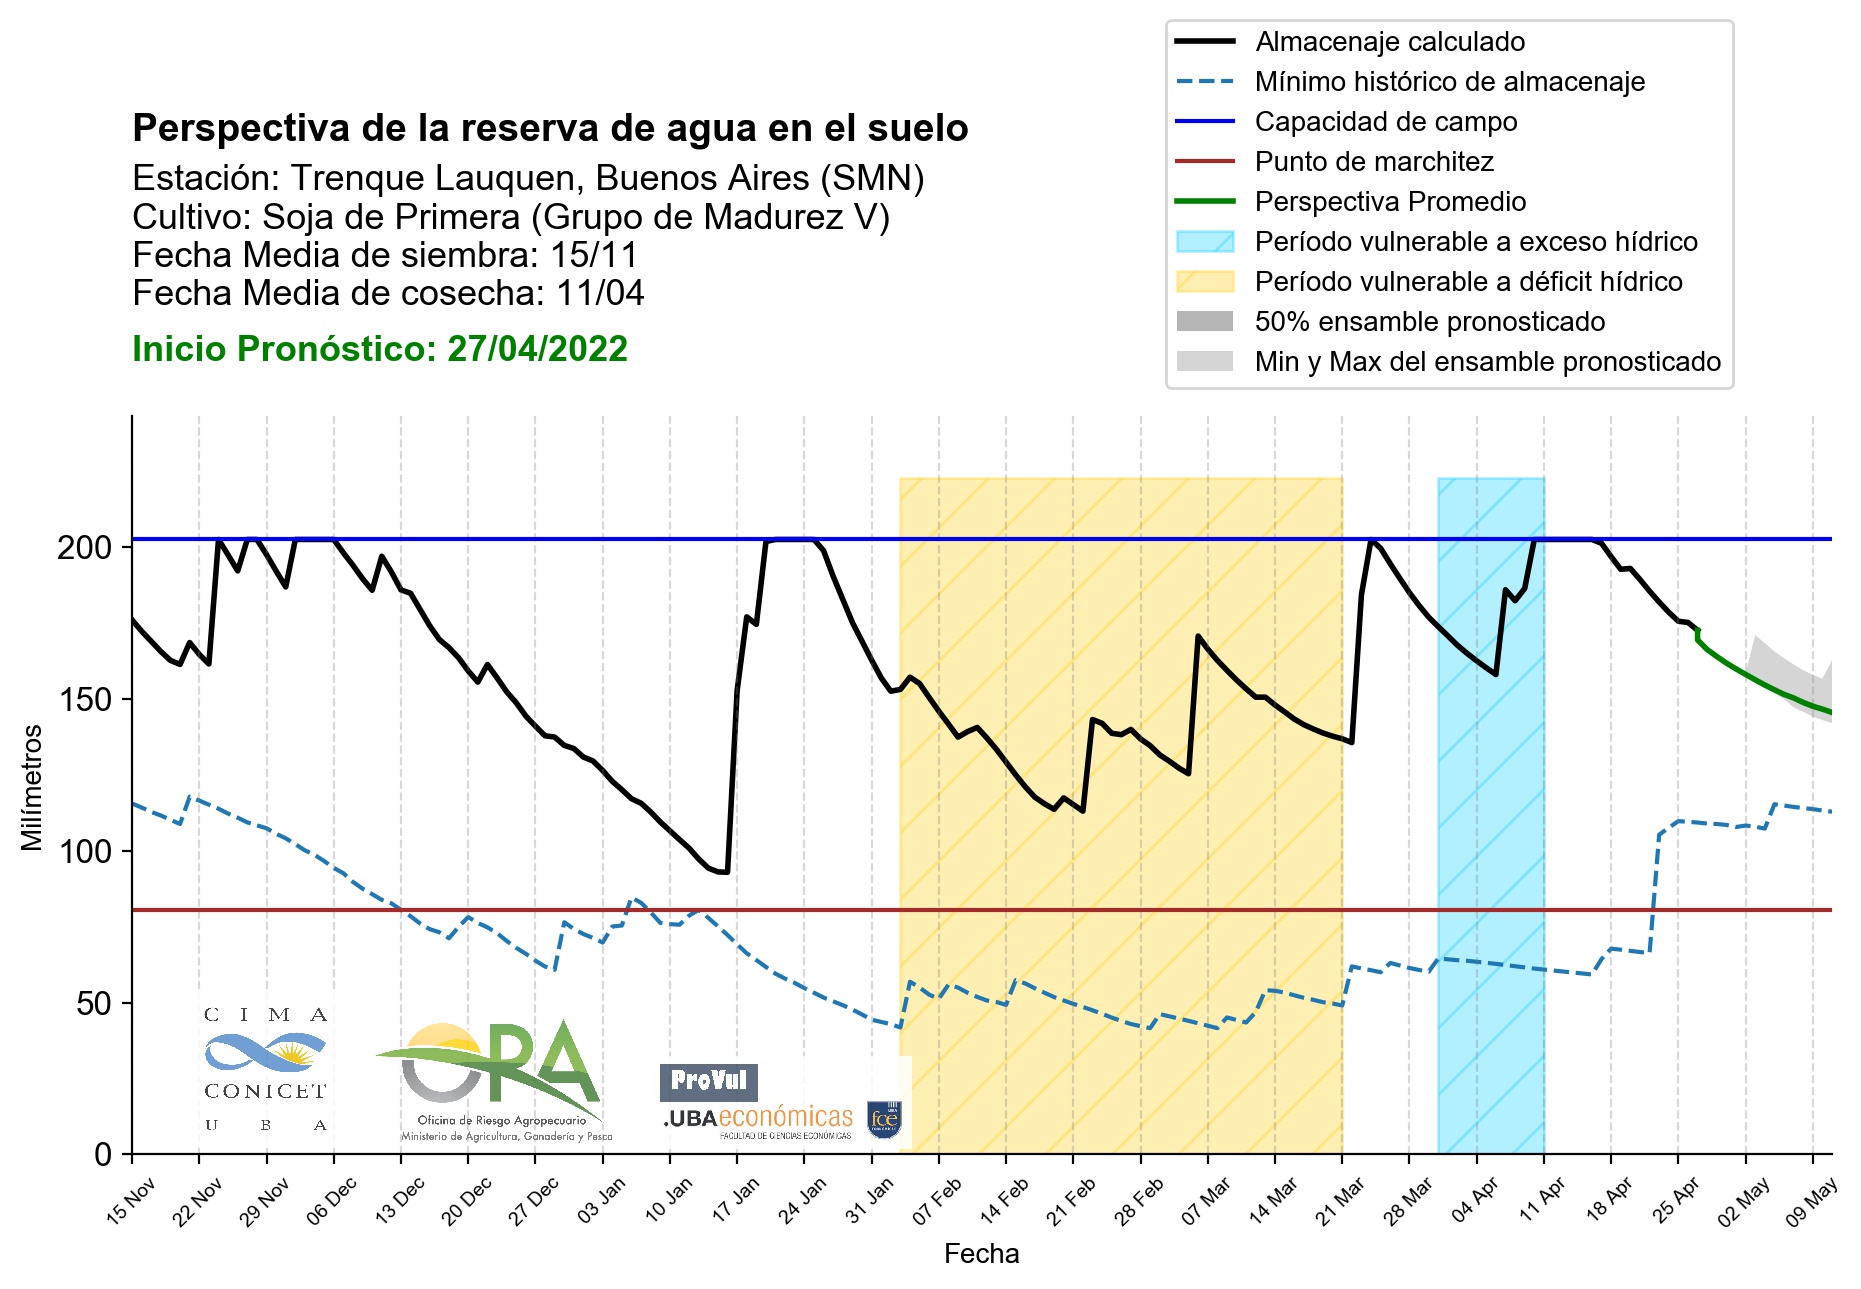 Almacenaje calculado
Mínimo histórico de almacenaje
Capacidad de campo
Punto de marchitez
Perspectiva Promedio
Período vulnerable a exceso hídrico
Período vulnerable a déficit hídrico
50% ensamble pronosticado
Min y Max del ensamble pronosticado
Perspectiva de la reserva de agua en el suelo
Estación: Trenque Lauquen, Buenos Aires (SMN)
Cultivo: Soja de Primera (Grupo de Madurez V)
Fecha Media de siembra: 15/11
Fecha Media de cosecha: 11/04
Inicio Pronóstico: 27/04/2022
Milímetros
200
150
100
50
0
C I M A
CONICET
U B A
ORA
Oficina de Riesgo Agropecuario
Ministerio de Agricultura, Ganadería y Pesca
ProVul
.UBAeconómicas
FACULTAD DE CIENCIAS ECONÓMICAS
UBA
fce
15 Nov
22 Nov
29 Nov
06 Dec
13 Dec
20 Dec
27 Dec
03 Jan
10 Jan
17 Jan
24 Jan
31 Jan
07 Feb
14 Feb
21 Feb
28 Feb
07 Mar
14 Mar
21 Mar
28 Mar
04 Apr
11 Apr
18 Apr
25 Apr
02 May
09 May
Fecha